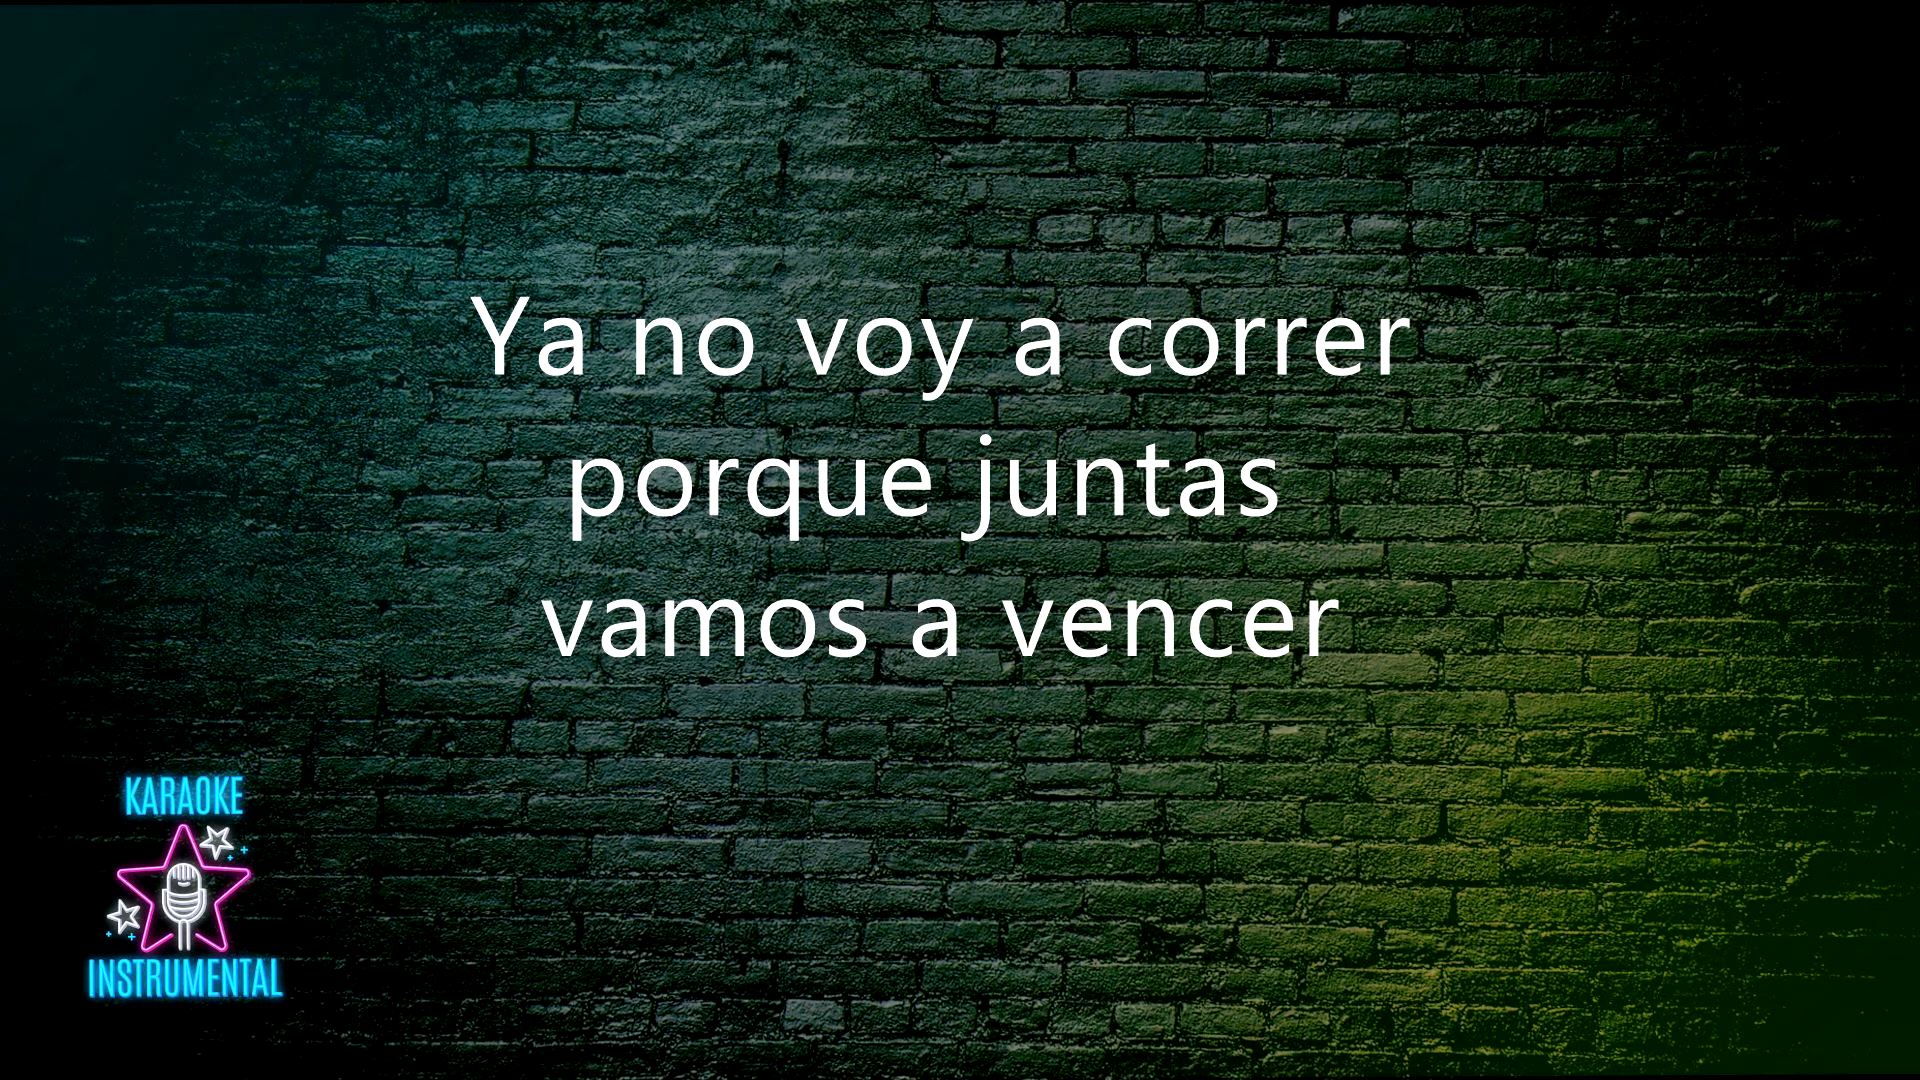 Ya no voy a correr
porque juntas
vamos a vencer
KARAOKE
INSTRUMENTAL